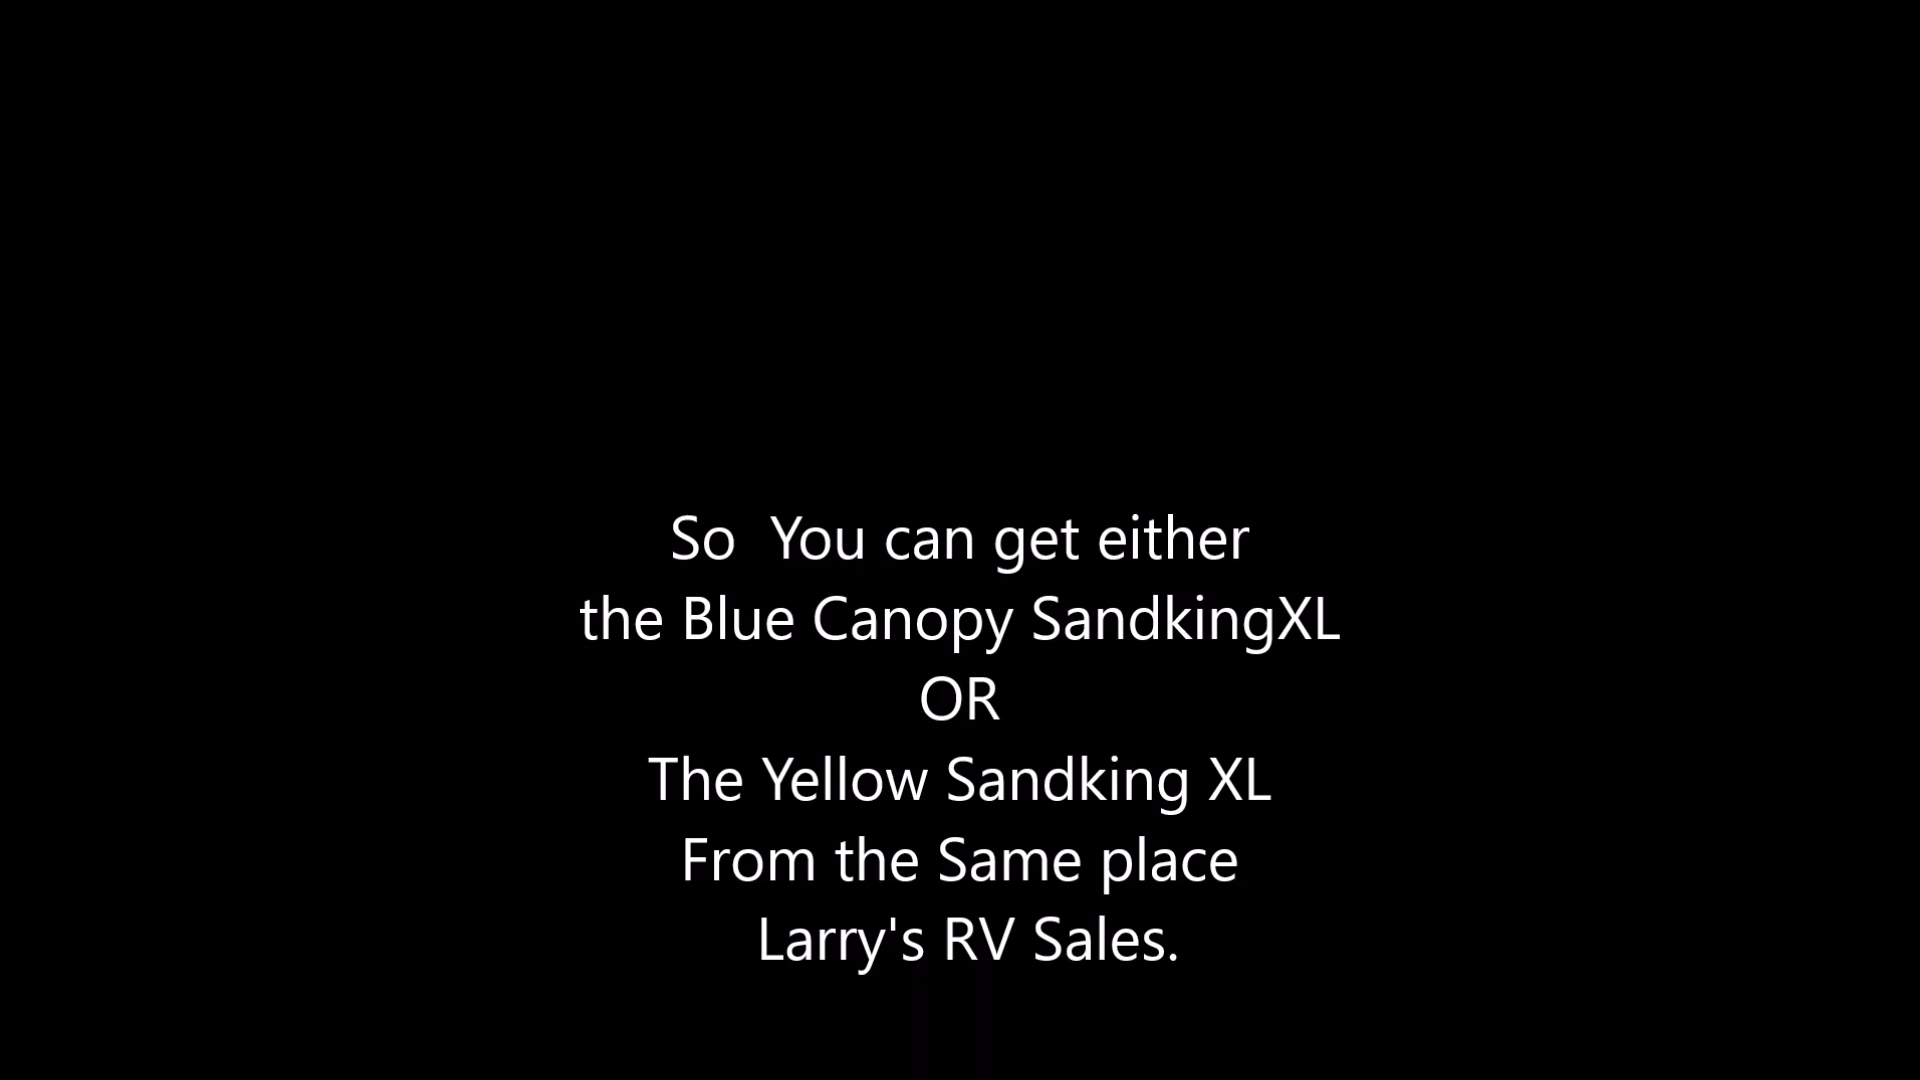 So  You can get either
the Blue Canopy SandkingXL
OR
The Yellow Sandking XL
From the Same place
Larry's RV Sales.